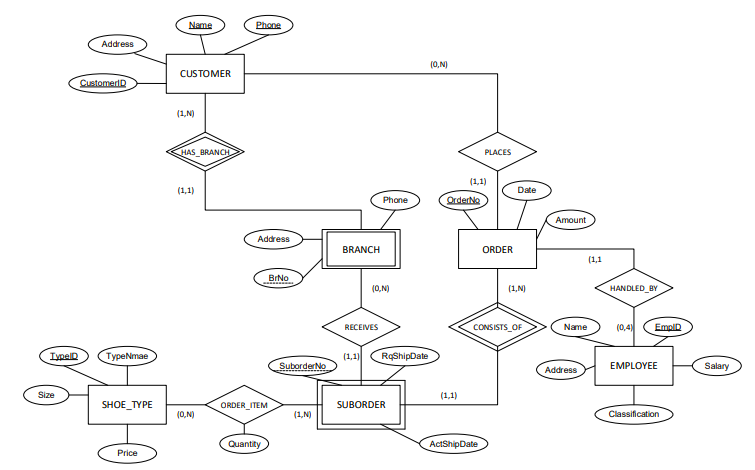 Name
Phone
Address
CUSTOMER
(0,N)
CustomerID
(1,N)
HAS_BRANCH
PLACES
(1,1)
(1,1)
Phone
OrderNo
Date
Amount
Address
BRANCH
ORDER
(1,1
BrNo
(0,N)
(1,N)
HANDLED_BY
RECEIVES
CONSISTS_OF
Name
(0,4)
EmpID
TypeID
TypeNmae
(1,1)
RqShipDate
SuborderNo
Address
EMPLOYEE
Salary
Size
SHOE_TYPE
(0,N)
ORDER_ITEM
(1,N)
SUBORDER
(1,1)
Classification
Price
Quantity
ActShipDate